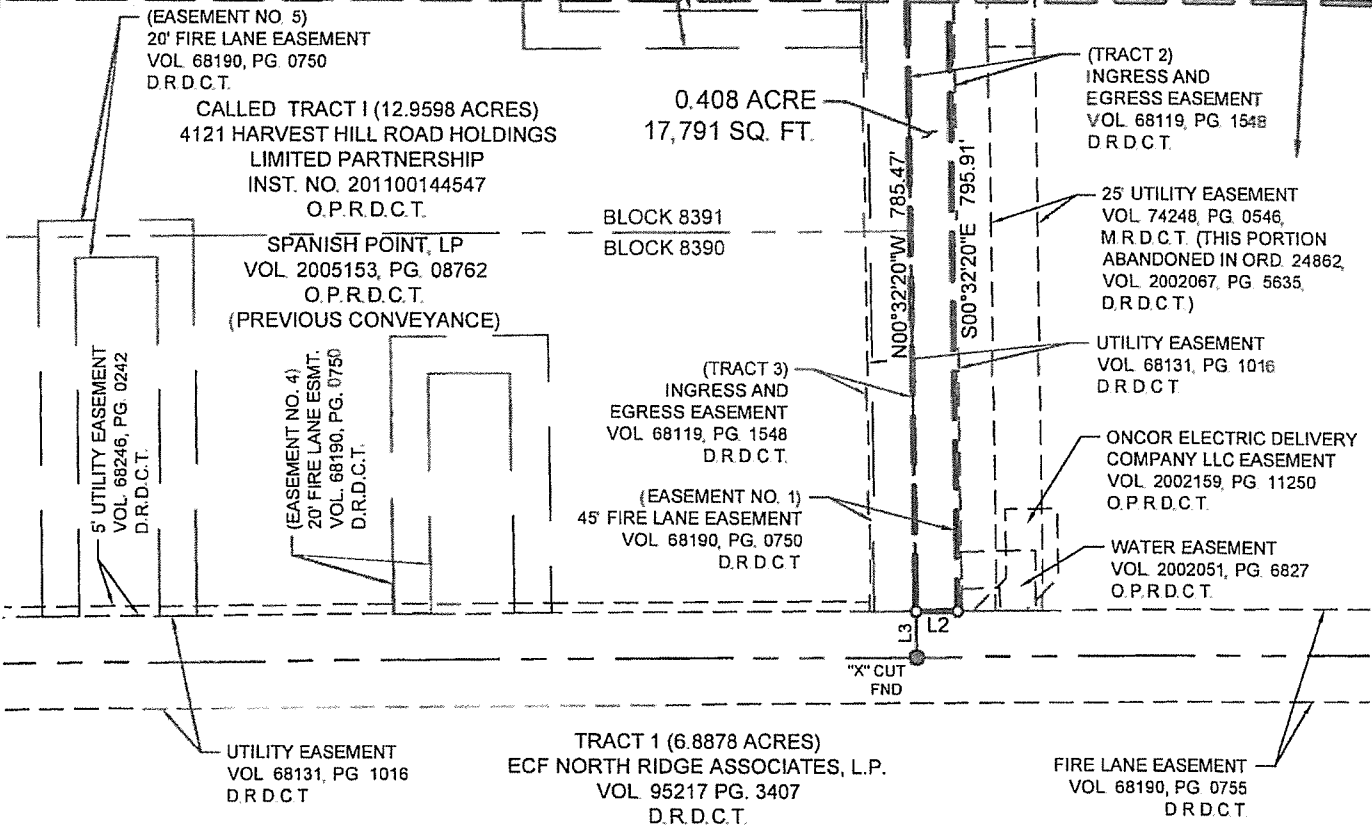 (EASEMENT NO. 5)
20' FIRE LANE EASEMENT
VOL. 68190, PG. 0750
D.R.D.C.T.
CALLED TRACT I (12.9598 ACRES)
4121 HARVEST HILL ROAD HOLDINGS
LIMITED PARTNERSHIP
INST. NO. 201100144547
O.P.R.D.C.T.
SPANISH POINT, LP
VOL. 2005153, PG. 08762
O.P.R.D.C.T.
(PREVIOUS CONVEYANCE)
0.408 ACRE
17,791 SQ. FT.
BLOCK 8391
BLOCK 8390
N00°32'20"W 785.47'
S00°32'20"E 795.91'
(TRACT 2)
INGRESS AND
EGRESS EASEMENT
VOL. 68119, PG. 1548
D.R.D.C.T.
25' UTILITY EASEMENT
VOL. 74248, PG. 0546,
M.R.D.C.T. (THIS PORTION
ABANDONED IN ORD. 24862,
VOL. 2002067, PG. 5635,
D.R.D.C.T.)
UTILITY EASEMENT
VOL. 68131, PG. 1016
D.R.D.C.T.
5' UTILITY EASEMENT
VOL. 68246, PG. 0242
D.R.D.C.T.
(EASEMENT NO. 4)
20' FIRE LANE ESMT.
VOL. 68190, PG. 0750
D.R.D.C.T.
(TRACT 3)
INGRESS AND
EGRESS EASEMENT
VOL. 68119, PG. 1548
D.R.D.C.T.
(EASEMENT NO. 1)
45' FIRE LANE EASEMENT
VOL. 68190, PG. 0750
D.R.D.C.T.
ONCOR ELECTRIC DELIVERY
COMPANY LLC EASEMENT
VOL. 2002159, PG. 11250
O.P.R.D.C.T.
WATER EASEMENT
VOL. 2002051, PG. 6827
O.P.R.D.C.T.
L3
L2
"X" CUT
FND
UTILITY EASEMENT
VOL. 68131, PG. 1016
D.R.D.C.T.
TRACT 1 (6.8878 ACRES)
ECF NORTH RIDGE ASSOCIATES, L.P.
VOL. 95217 PG. 3407
D.R.D.C.T.
FIRE LANE EASEMENT
VOL. 68190, PG. 0755
D.R.D.C.T.